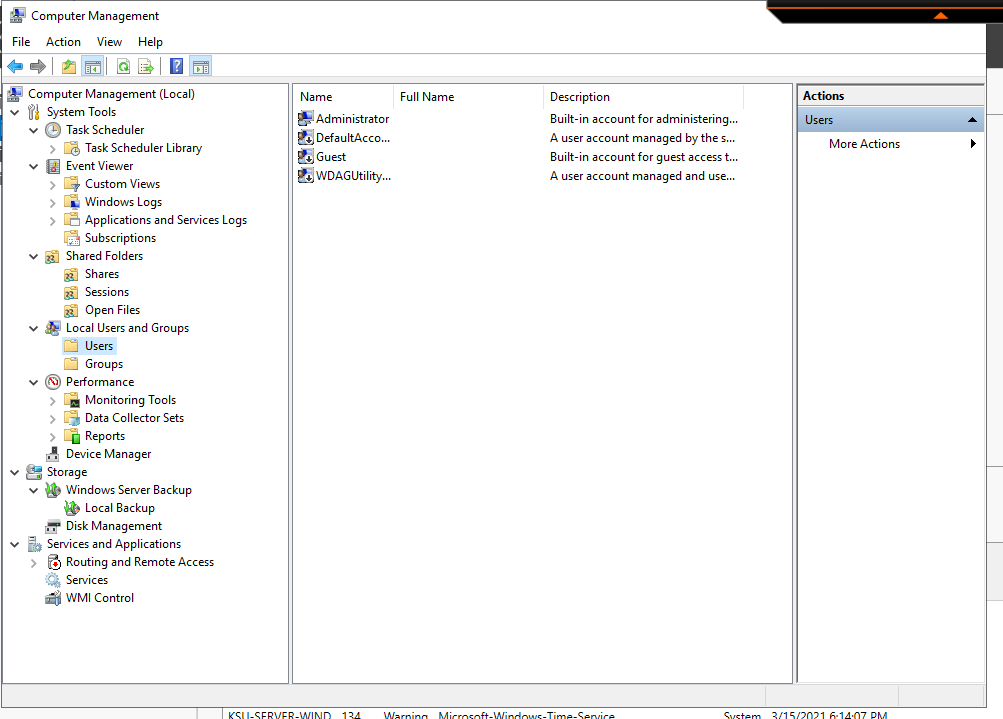 Computer Management
File Action View Help
Computer Management (Local)
System Tools
Task Scheduler
Task Scheduler Library
Event Viewer
Custom Views
Windows Logs
Applications and Services Logs
Subscriptions
Shared Folders
Shares
Sessions
Open Files
Local Users and Groups
Users
Groups
Performance
Monitoring Tools
Data Collector Sets
Reports
Device Manager
Storage
Windows Server Backup
Local Backup
Disk Management
Services and Applications
Routing and Remote Access
Services
WMI Control
Name Full Name Description
Administrator Built-in account for administering...
DefaultAcco... A user account managed by the s...
Guest Built-in account for guest access t...
WDAGUtility... A user account managed and use...
Actions
Users
More Actions
KSU-SERVER-WIND 134 Warning Microsoft-Windows-Time-Service System 3/15/2021 6:14:07 PM